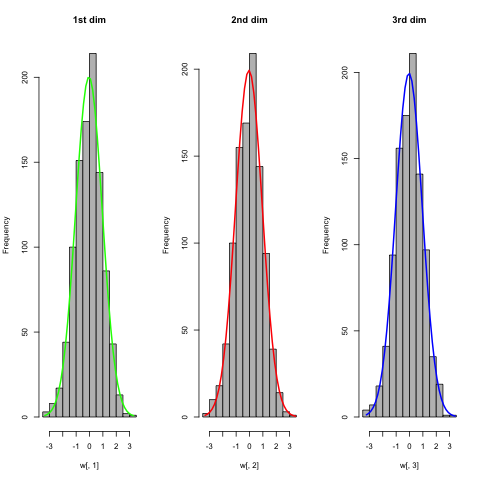 1st dim
2nd dim
3rd dim
Frequency
0 50 100 150 200
-3 -1 0 1 2 3
w[, 1]
Frequency
0 50 100 150 200
-3 -1 0 1 2 3
w[, 2]
Frequency
0 50 100 150 200
-3 -1 0 1 2 3
w[, 3]